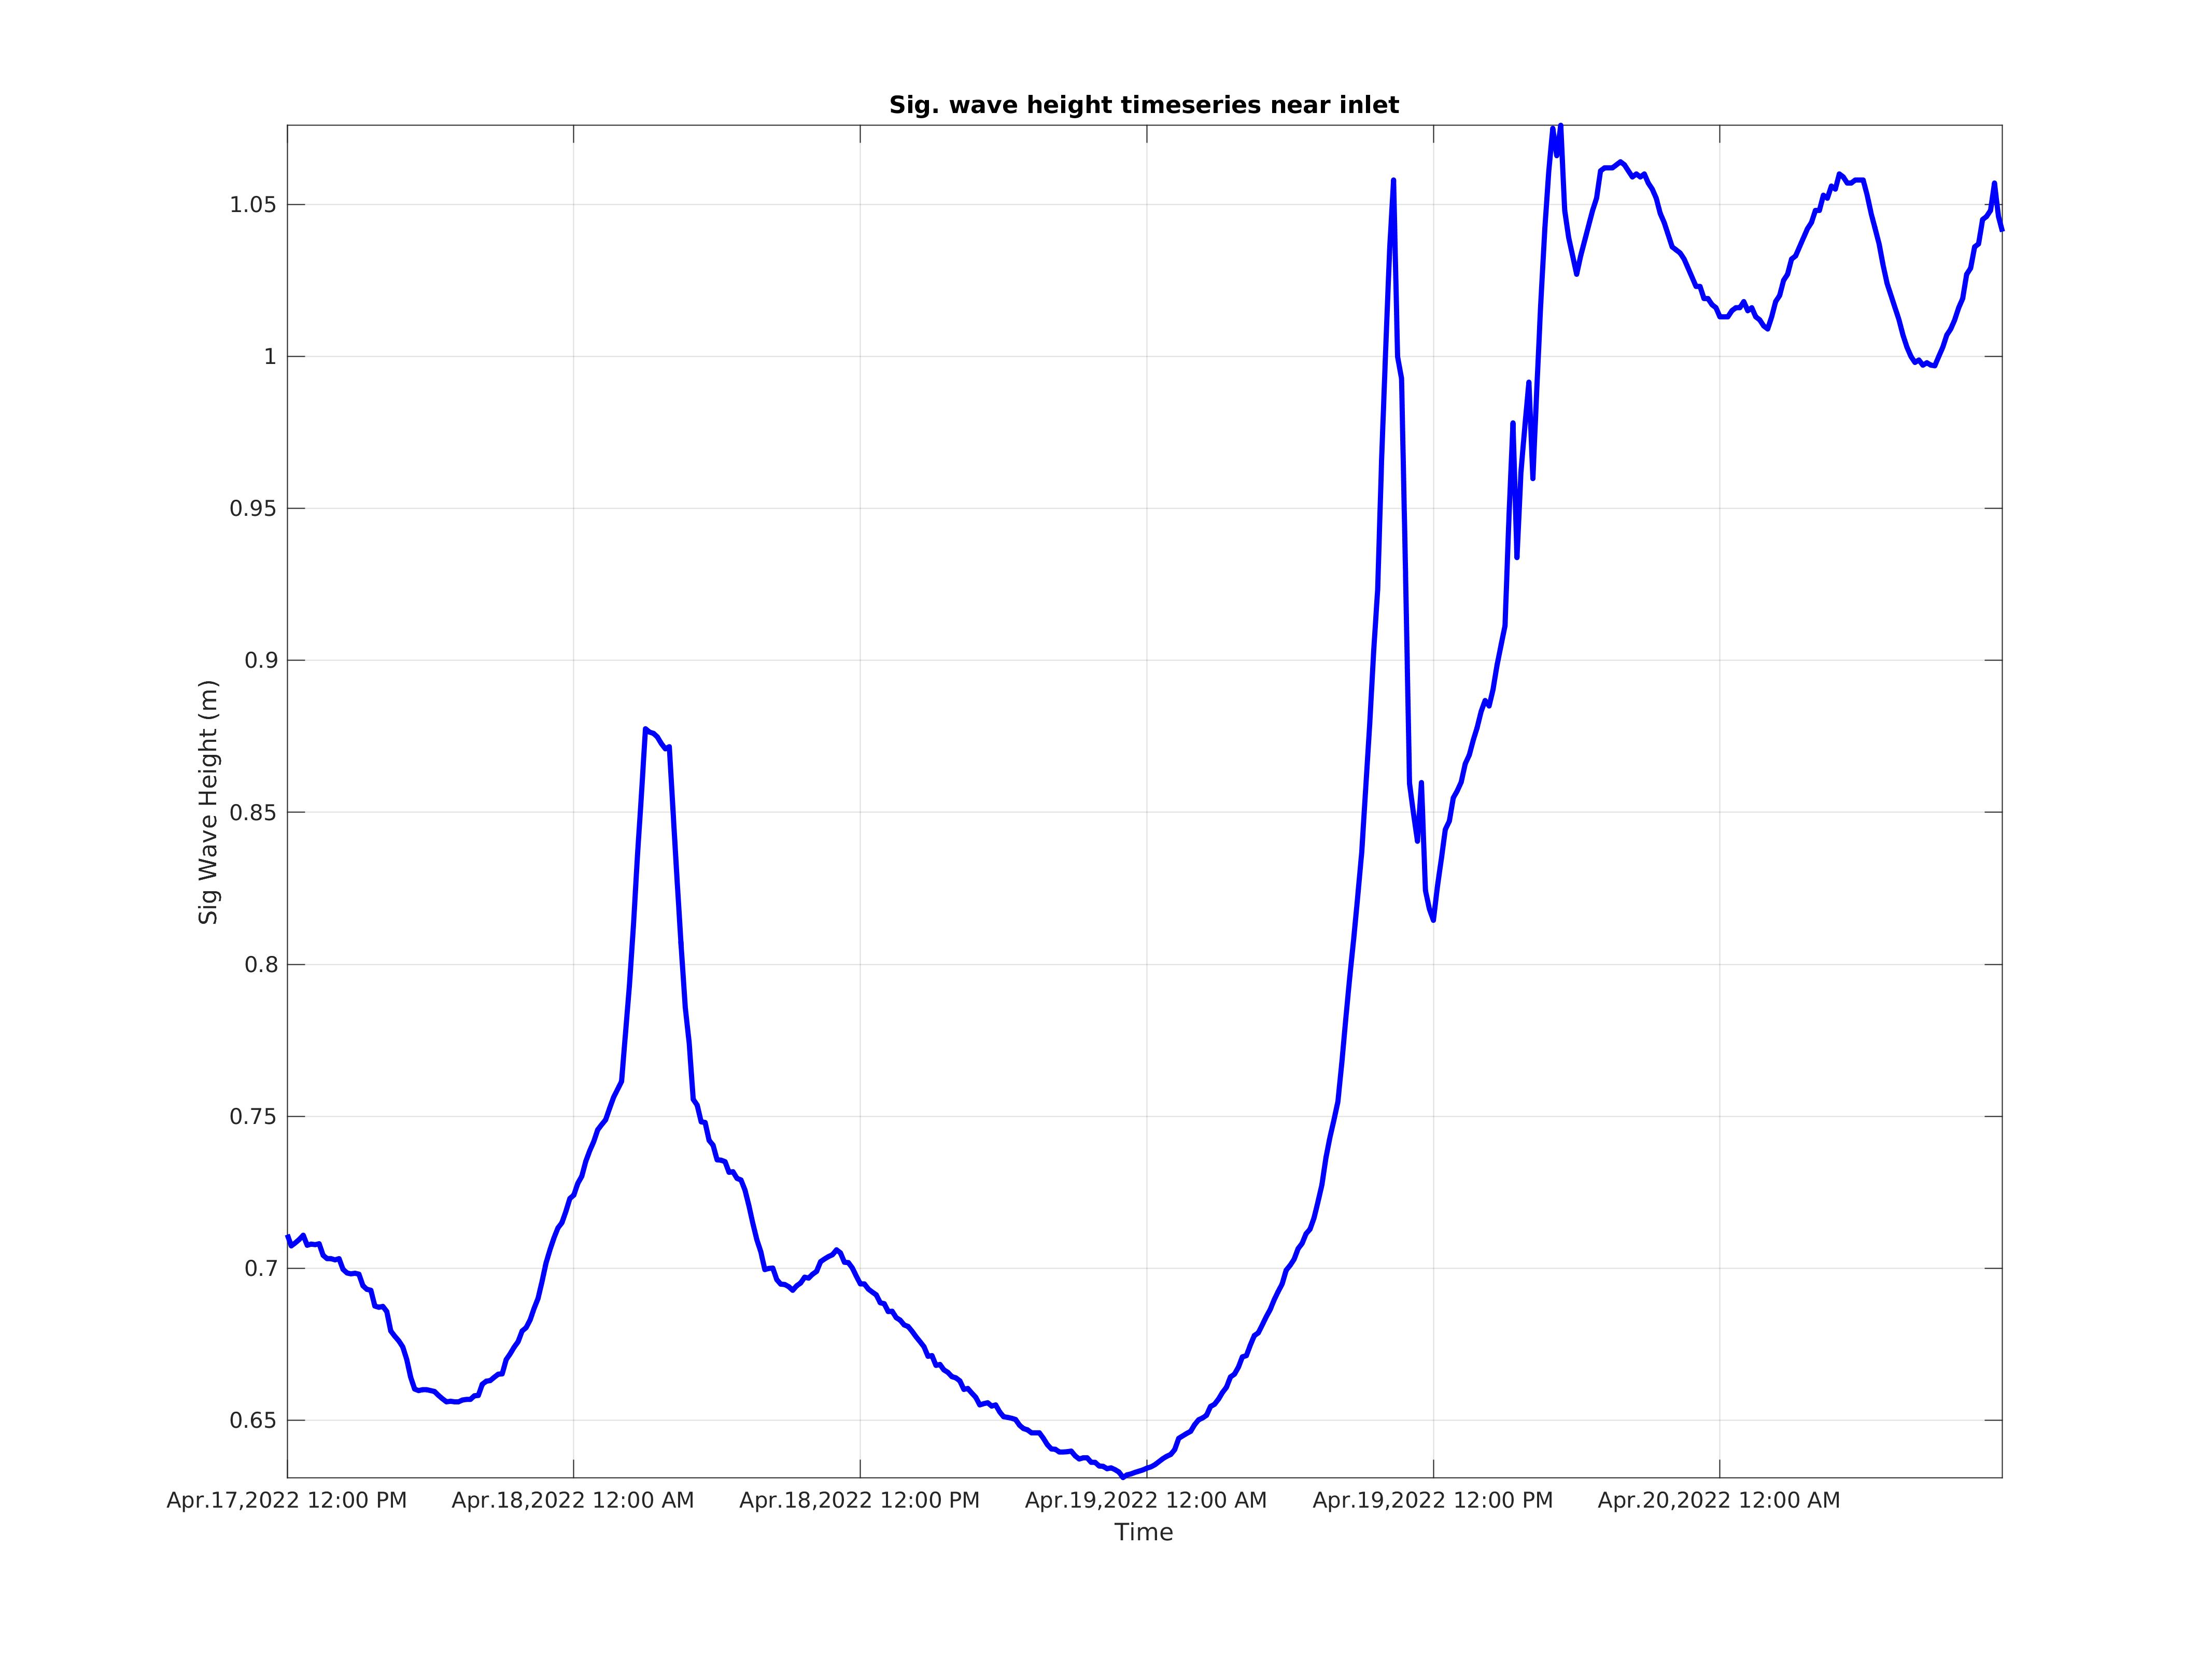 Sig. wave height timeseries near inlet
1.05
1
0.95
0.9
0.85
0.8
0.75
0.7
0.65
Sig Wave Height (m)
Apr.17,2022 12:00 PM Apr.18,2022 12:00 AM Apr.18,2022 12:00 PM Apr.19,2022 12:00 AM Apr.19,2022 12:00 PM Apr.20,2022 12:00 AM
Time